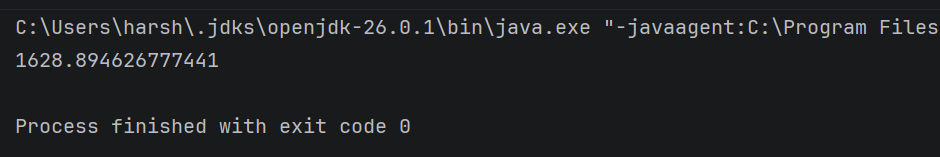 C:\Users\harsh\.jdks\openjdk-26.0.1\bin\java.exe "-javaagent:C:\Program Files
1628.894626777441
Process finished with exit code 0